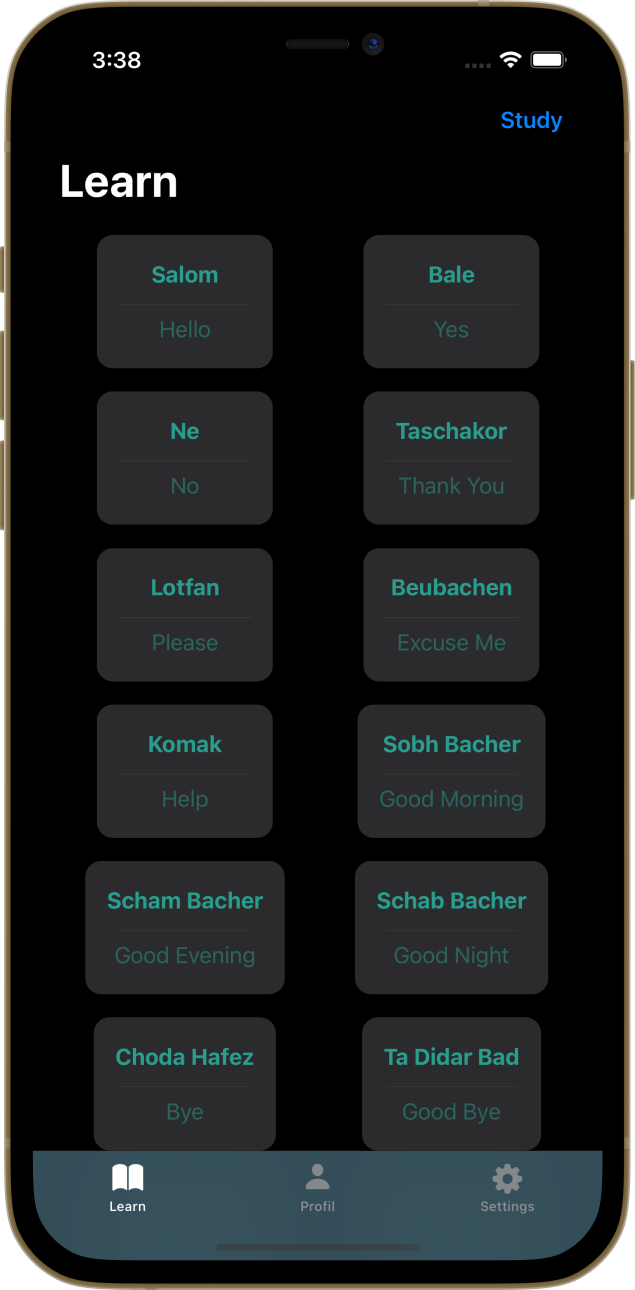 3:38
Study
Learn
Salom
Hello
Bale
Yes
Ne
No
Taschakor
Thank You
Lotfan
Please
Beubachen
Excuse Me
Komak
Help
Sobh Bacher
Good Morning
Scham Bacher
Good Evening
Schab Bacher
Good Night
Choda Hafez
Bye
Ta Didar Bad
Good Bye
Learn
Profil
Settings